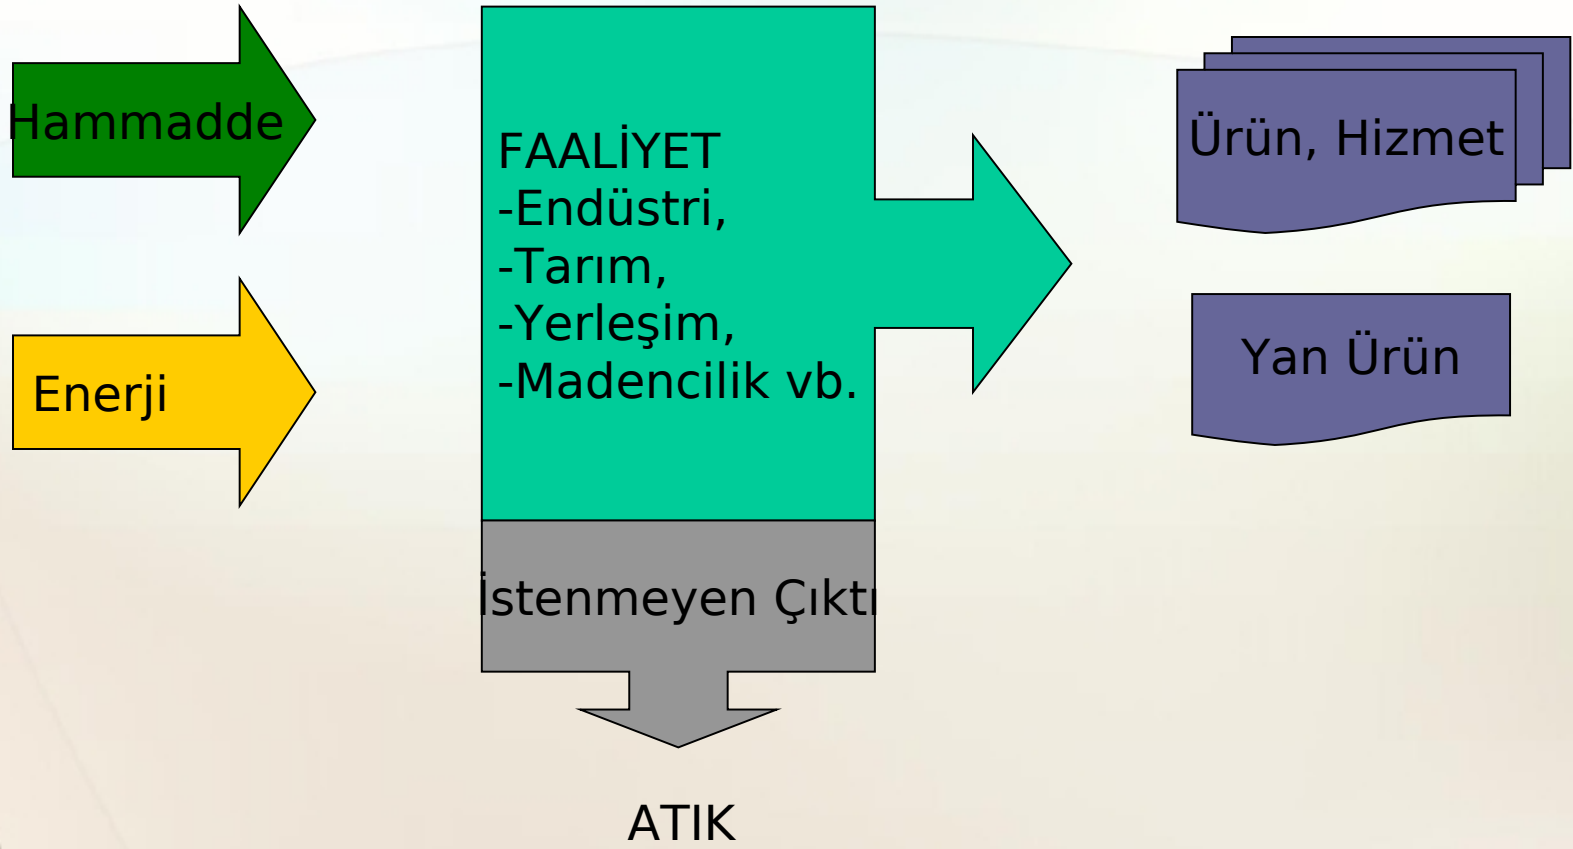 Hammadde
Enerji
FAALİYET
-Endüstri,
-Tarım,
-Yerleşim,
-Madencilik vb.
İstenmeyen Çıktı
ATIK
Ürün, Hizmet
Yan Ürün